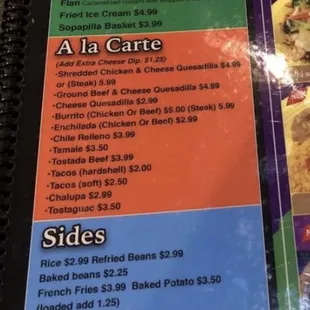 Flan
Fried Ice Cream $4.99
Sopapilla Basket $3.99
A la Carte
(Add Extra Cheese Dip. $1.25)
·Shredded Chicken & Cheese Quesadilla $4.99
or (Steak) 5.99
·Ground Beef & Cheese Quesadilla $4.99
·Cheese Quesadilla $2.99
·Burrito (Chicken Or Beef) $5.00 (Steak) 5.99
·Enchilada (Chicken Or Beef) $2.99
·Chile Relleno $3.99
·Tamale $3.50
·Tostada Beef $3.99
·Tacos (hardshell) $2.00
·Tacos (soft) $2.50
·Chalupa $2.99
·Tostaguac $3.50
Sides
Rice $2.99 Refried Beans $2.99
Baked beans $2.25
French Fries $3.99 Baked Potato $3.50
(loaded add 1.25)